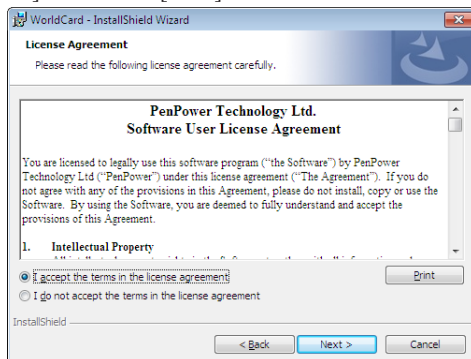 WorldCard - InstallShield Wizard
License Agreement
Please read the following license agreement carefully.
PenPower Technology Ltd.
Software User License Agreement
You are licensed to legally use this software program (“the Software”) by PenPower
Technology Ltd (“PenPower”) under this license agreement (“The Agreement”). If you do
not agree with any of the provisions in this Agreement, please do not install, copy or use the
Software. By using the Software, you are deemed to fully understand and accept the
provisions of this Agreement.
1. Intellectual Property
I accept the terms in the license agreement
Print
I do not accept the terms in the license agreement
InstallShield
< Back
Next >
Cancel